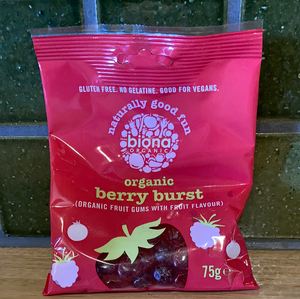 GLUTEN FREE. NO GELATINE. GOOD FOR VEGANS.
naturally good fun
biona
ORGANIC
organic
berry burst
(ORGANIC FRUIT GUMS WITH FRUIT FLAVOUR)
75g e